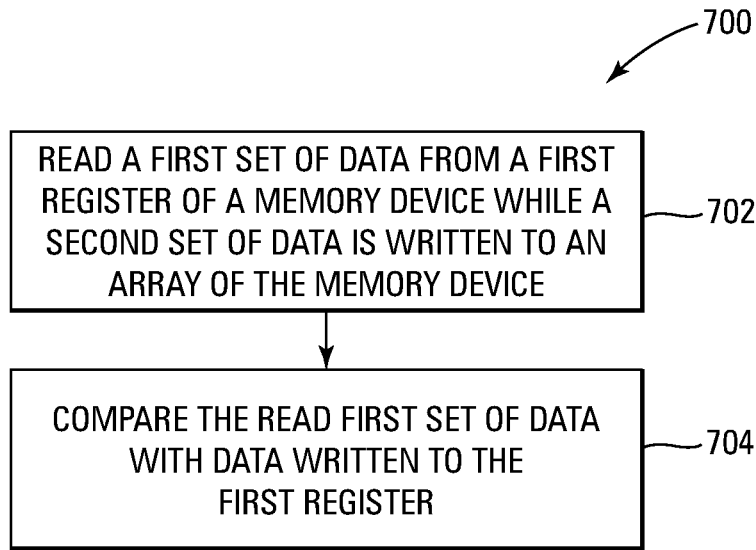 700
READ A FIRST SET OF DATA FROM A FIRST
REGISTER OF A MEMORY DEVICE WHILE A
SECOND SET OF DATA IS WRITTEN TO AN
ARRAY OF THE MEMORY DEVICE
702
COMPARE THE READ FIRST SET OF DATA
WITH DATA WRITTEN TO THE
FIRST REGISTER
704